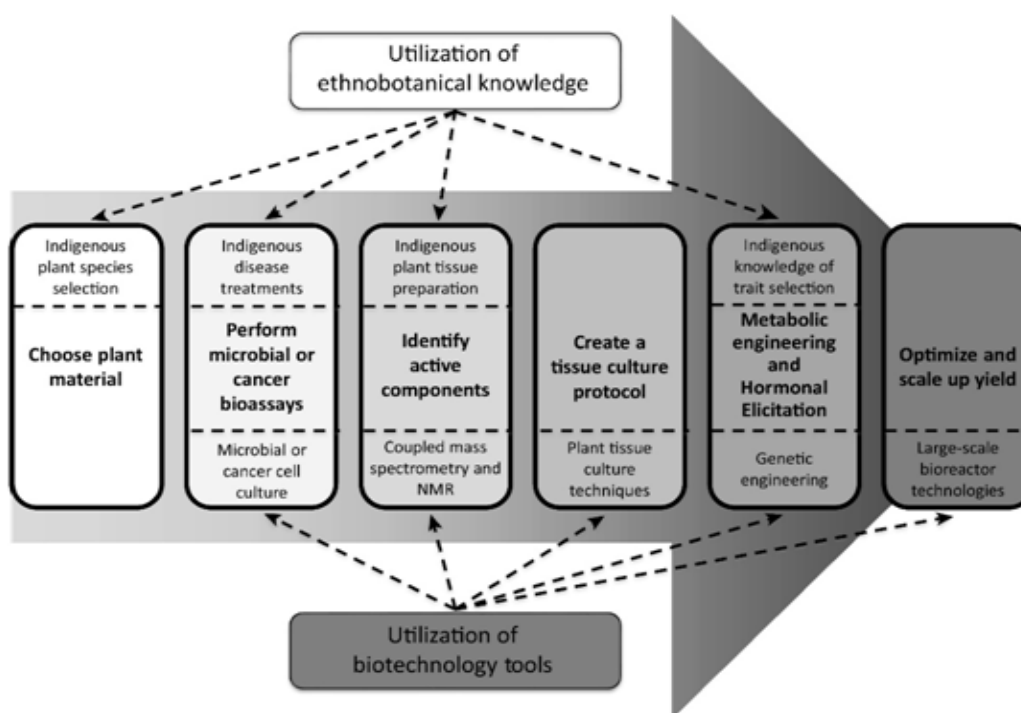 Utilization of
ethnobotanical knowledge
Indigenous
plant species
selection
Choose plant
material
Indigenous
disease
treatments
Perform
microbial or
cancer
bioassays
Microbial or
cancer cell
culture
Indigenous
plant tissue
preparation
Identify
active
components
Coupled mass
spectrometry and
NMR
Create a
tissue culture
protocol
Plant tissue
culture
techniques
Indigenous
knowledge of
trait selection
Metabolic
engineering
and
Hormonal
Elicitation
Genetic
engineering
Optimize and
scale up yield
Large-scale
bioreactor
technologies
Utilization of
biotechnology tools